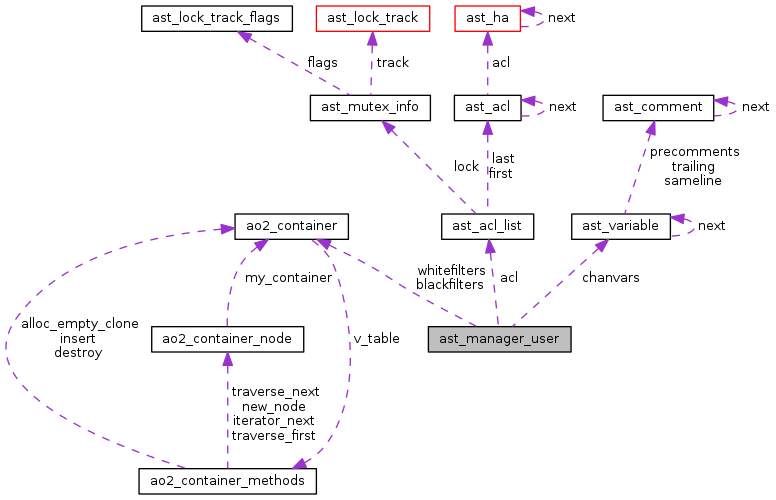 ast_lock_track_flags
ast_lock_track
ast_ha
next
flags
track
acl
ast_mutex_info
ast_acl
next
ast_comment
next
lock
last
first
precomments
trailing
sameline
ao2_container
ast_acl_list
ast_variable
next
my_container
whitefilters
blackfilters
acl
chanvars
alloc_empty_clone
insert
destroy
ao2_container_node
v_table
ast_manager_user
traverse_next
new_node
iterator_next
traverse_first
ao2_container_methods